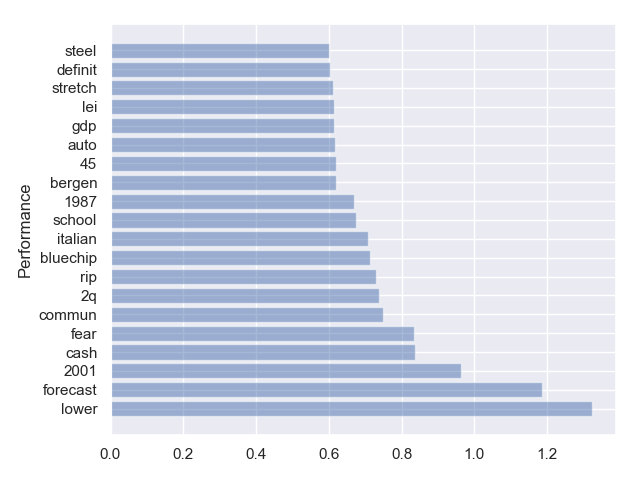 steel
definit
stretch
lei
gdp
auto
45
bergen
1987
school
italian
bluechip
rip
2q
commun
fear
cash
2001
forecast
lower
Performance
0.0 0.2 0.4 0.6 0.8 1.0 1.2